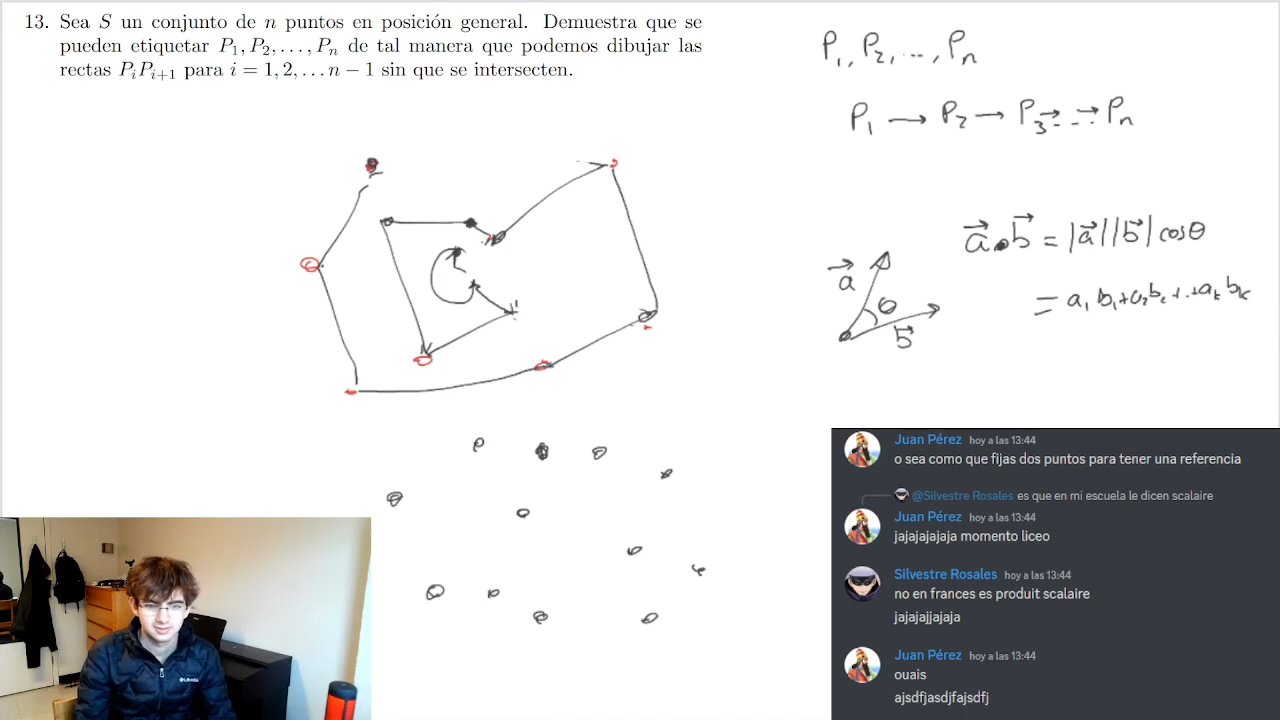 13. Sea S un conjunto de n puntos en posición general. Demuestra que se
pueden etiquetar P₁, P₂, . . . , Pₙ de tal manera que podemos dibujar las
rectas PᵢPᵢ₊₁ para i = 1, 2, . . . n − 1 sin que se intersecten.
P₁, P₂, ..., Pₙ
P₁ → P₂ → P₃ → ... → Pₙ
a⃗ • b⃗ = |a⃗||b⃗| cos θ
= a₁b₁+a₂b₂+...+aₖbₖ
a⃗
θ
b⃗
Juan Pérez hoy a las 13:44
o sea como que fijas dos puntos para tener una referencia
@Silvestre Rosales es que en mi escuela le dicen scalaire
Juan Pérez hoy a las 13:44
jajajajajaja momento liceo
Silvestre Rosales hoy a las 13:44
no en frances es produit scalaire
jajajajjajaja
Juan Pérez hoy a las 13:44
ouais
ajsdfjasdjfajsdfj